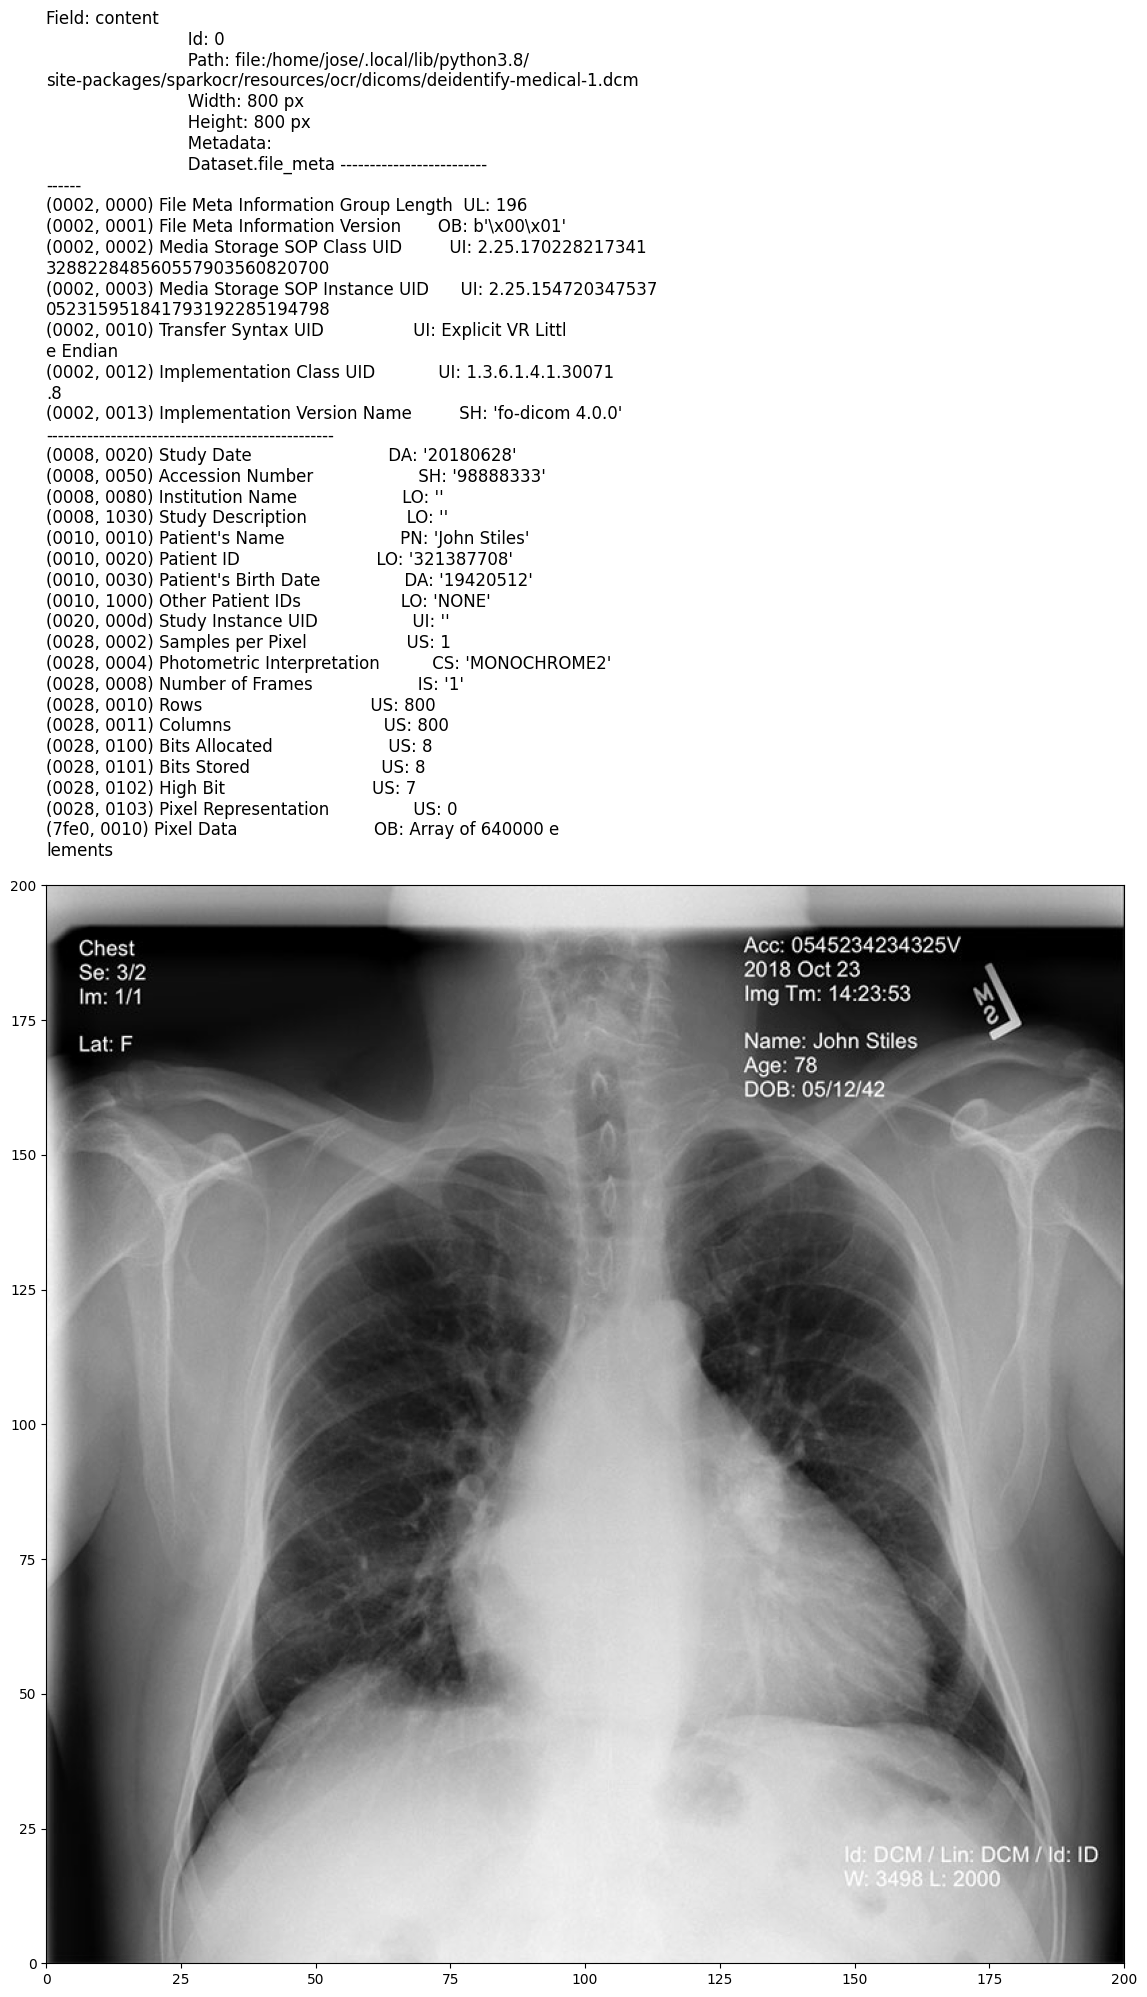 Field: content
Id: 0
Path: file:/home/jose/.local/lib/python3.8/
site-packages/sparkocr/resources/ocr/dicoms/deidentify-medical-1.dcm
Width: 800 px
Height: 800 px
Metadata:
Dataset.file_meta -------------------------
------
(0002, 0000) File Meta Information Group Length  UL: 196
(0002, 0001) File Meta Information Version       OB: b'\x00\x01'
(0002, 0002) Media Storage SOP Class UID         UI: 2.25.170228217341
3288228485605579035608 20700
(0002, 0003) Media Storage SOP Instance UID      UI: 2.25.154720347537
0523159518417931922851 94798
(0002, 0010) Transfer Syntax UID                 UI: Explicit VR Littl
e Endian
(0002, 0012) Implementation Class UID            UI: 1.3.6.1.4.1.30071
.8
(0002, 0013) Implementation Version Name         SH: 'fo-dicom 4.0.0'
-------------------------------------------------
(0008, 0020) Study Date                          DA: '20180628'
(0008, 0050) Accession Number                    SH: '98888333'
(0008, 0080) Institution Name                    LO: ''
(0008, 1030) Study Description                   LO: ''
(0010, 0010) Patient's Name                      PN: 'John Stiles'
(0010, 0020) Patient ID                          LO: '321387708'
(0010, 0030) Patient's Birth Date                DA: '19420512'
(0010, 1000) Other Patient IDs                   LO: 'NONE'
(0020, 000d) Study Instance UID                  UI: ''
(0028, 0002) Samples per Pixel                   US: 1
(0028, 0004) Photometric Interpretation          CS: 'MONOCHROME2'
(0028, 0008) Number of Frames                    IS: '1'
(0028, 0010) Rows                                US: 800
(0028, 0011) Columns                             US: 800
(0028, 0100) Bits Allocated                      US: 8
(0028, 0101) Bits Stored                         US: 8
(0028, 0102) High Bit                            US: 7
(0028, 0103) Pixel Representation                US: 0
(7fe0, 0010) Pixel Data                          OB: Array of 640000 e
lements
Chest
Se: 3/2
Im: 1/1
Lat: F
Acc: 0545234234325V
2018 Oct 23
Img Tm: 14:23:53
Name: John Stiles
Age: 78
DOB: 05/12/42
M
S
Id: DCM / Lin: DCM / Id: ID
W: 3498 L: 2000
200
175
150
125
100
75
50
25
0
0 25 50 75 100 125 150 175 200